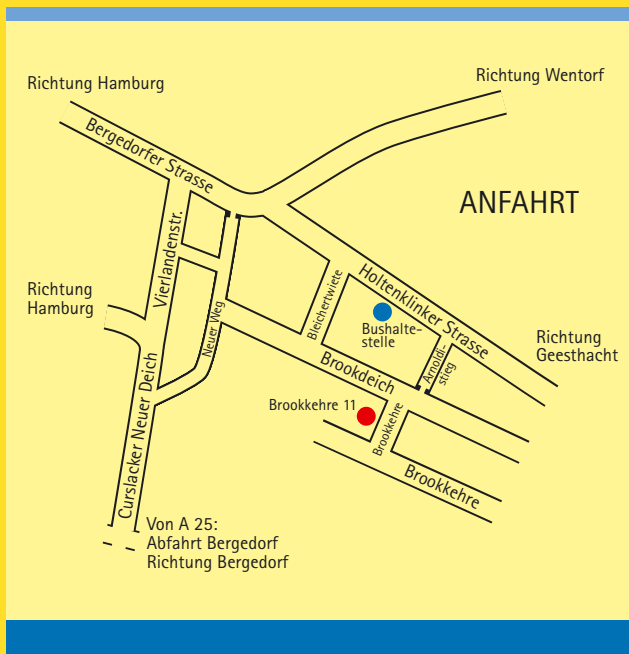 Richtung Hamburg
Richtung Wentorf
Bergedorfer Strasse
ANFAHRT
Vierlandenstr.
Holtenklinker Strasse
Bleichertwiete
Richtung
Hamburg
Neuer Weg
Bushalte-
stelle
Richtung
Geesthacht
Arnoldi-
stieg
Brookdeich
Brookkehre 11
Brookkehre
Brookkehre
Curslacker Neuer Deich
Von A 25:
Abfahrt Bergedorf
Richtung Bergedorf